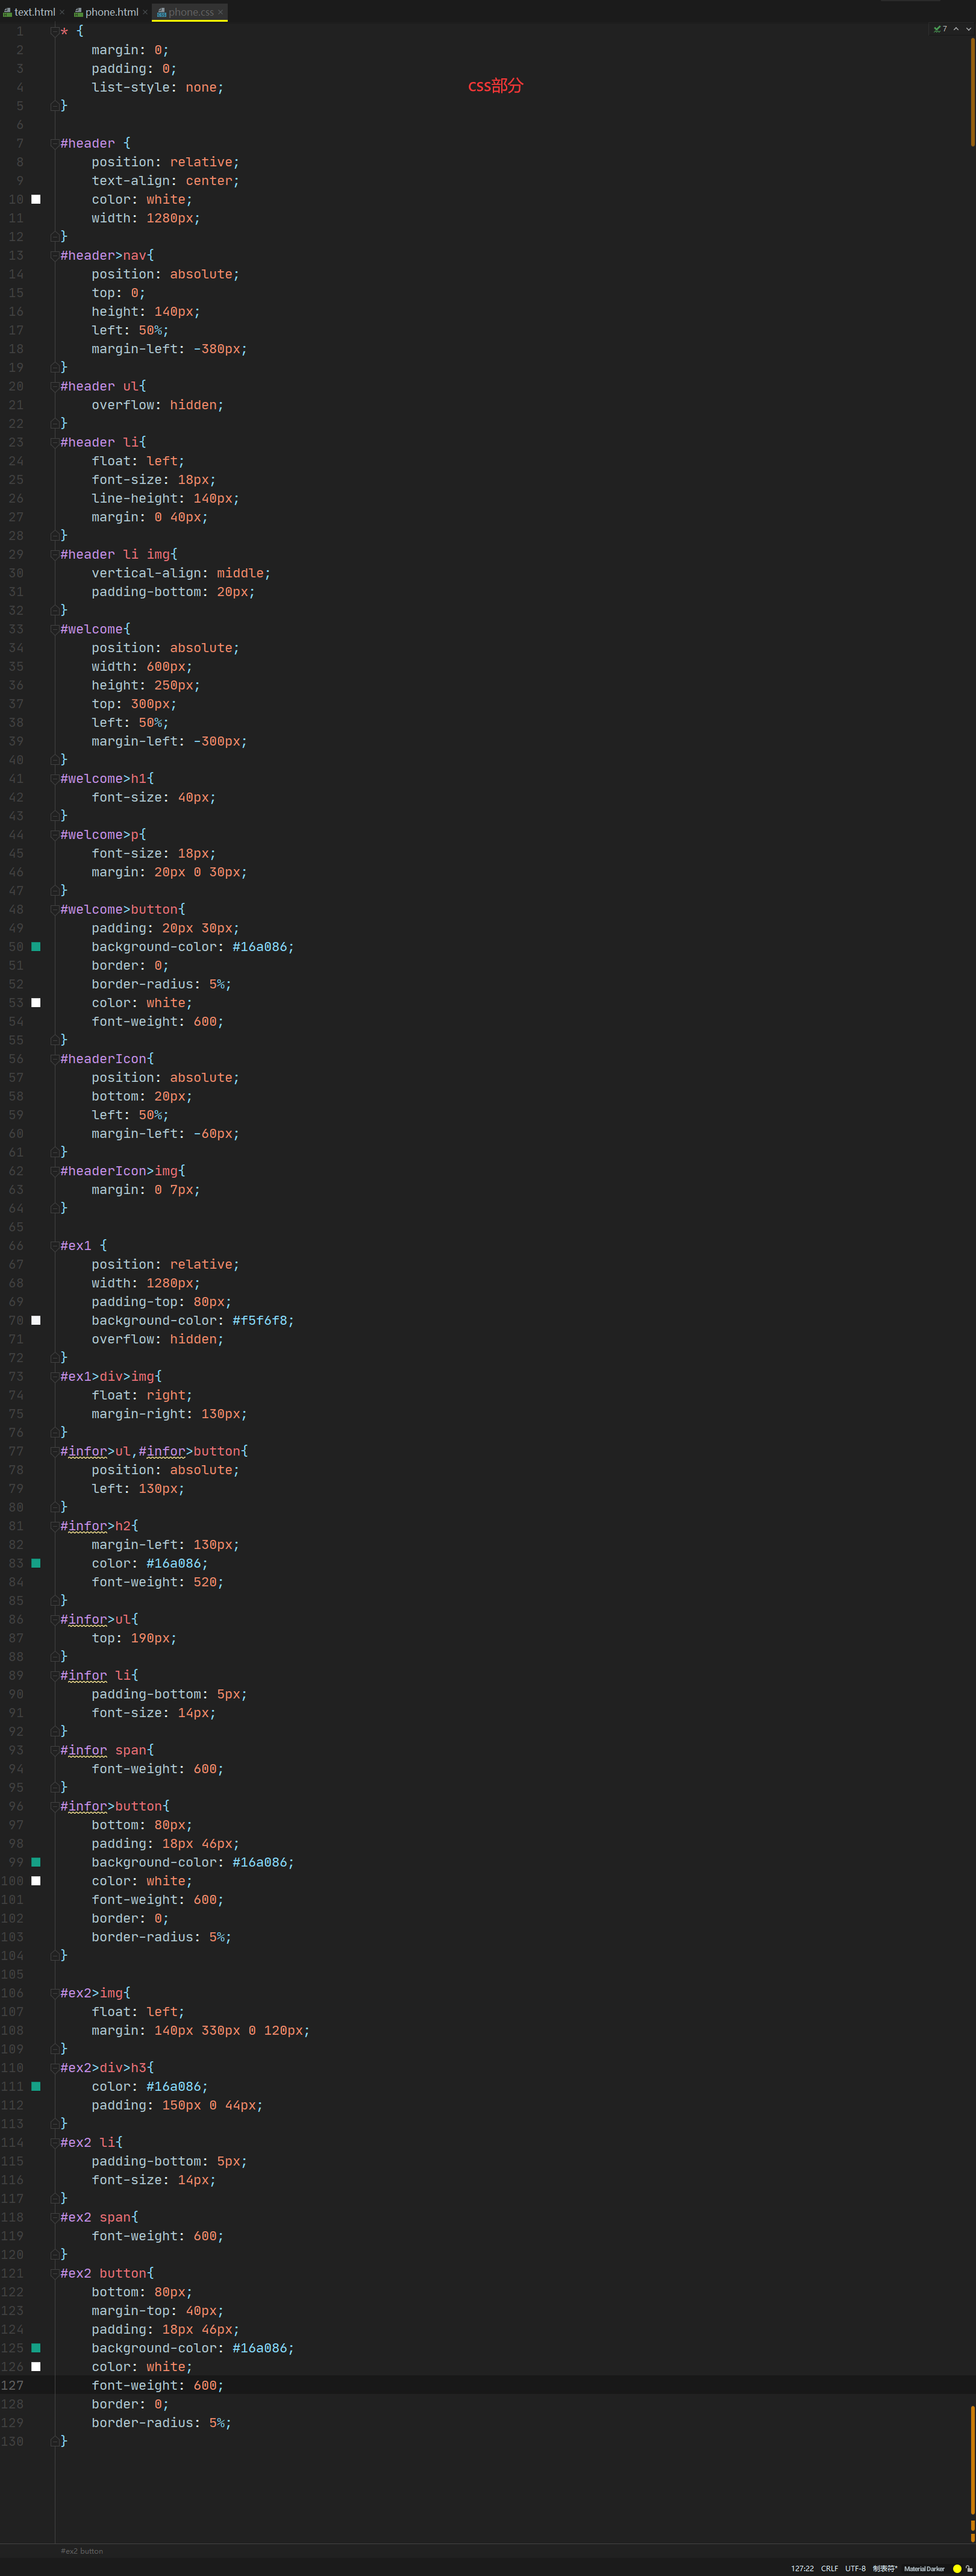 text.html × phone.html × phone.css ×
7
1 * {
2 margin: 0;
3 padding: 0;
4 list-style: none;
css部分
5 }
6
7 #header {
8 position: relative;
9 text-align: center;
10 color: white;
11 width: 1280px;
12 }
13 #header>nav{
14 position: absolute;
15 top: 0;
16 height: 140px;
17 left: 50%;
18 margin-left: -380px;
19 }
20 #header ul{
21 overflow: hidden;
22 }
23 #header li{
24 float: left;
25 font-size: 18px;
26 line-height: 140px;
27 margin: 0 40px;
28 }
29 #header li img{
30 vertical-align: middle;
31 padding-bottom: 20px;
32 }
33 #welcome{
34 position: absolute;
35 width: 600px;
36 height: 250px;
37 top: 300px;
38 left: 50%;
39 margin-left: -300px;
40 }
41 #welcome>h1{
42 font-size: 40px;
43 }
44 #welcome>p{
45 font-size: 18px;
46 margin: 20px 0 30px;
47 }
48 #welcome>button{
49 padding: 20px 30px;
50 background-color: #16a086;
51 border: 0;
52 border-radius: 5%;
53 color: white;
54 font-weight: 600;
55 }
56 #headerIcon{
57 position: absolute;
58 bottom: 20px;
59 left: 50%;
60 margin-left: -60px;
61 }
62 #headerIcon>img{
63 margin: 0 7px;
64 }
65
66 #ex1 {
67 position: relative;
68 width: 1280px;
69 padding-top: 80px;
70 background-color: #f5f6f8;
71 overflow: hidden;
72 }
73 #ex1>div>img{
74 float: right;
75 margin-right: 130px;
76 }
77 #infor>ul,#infor>button{
78 position: absolute;
79 left: 130px;
80 }
81 #infor>h2{
82 margin-left: 130px;
83 color: #16a086;
84 font-weight: 520;
85 }
86 #infor>ul{
87 top: 190px;
88 }
89 #infor li{
90 padding-bottom: 5px;
91 font-size: 14px;
92 }
93 #infor span{
94 font-weight: 600;
95 }
96 #infor>button{
97 bottom: 80px;
98 padding: 18px 46px;
99 background-color: #16a086;
100 color: white;
101 font-weight: 600;
102 border: 0;
103 border-radius: 5%;
104 }
105
106 #ex2>img{
107 float: left;
108 margin: 140px 330px 0 120px;
109 }
110 #ex2>div>h3{
111 color: #16a086;
112 padding: 150px 0 44px;
113 }
114 #ex2 li{
115 padding-bottom: 5px;
116 font-size: 14px;
117 }
118 #ex2 span{
119 font-weight: 600;
120 }
121 #ex2 button{
122 bottom: 80px;
123 margin-top: 40px;
124 padding: 18px 46px;
125 background-color: #16a086;
126 color: white;
127 font-weight: 600;
128 border: 0;
129 border-radius: 5%;
130 }
#ex2 button
127:22 CRLF UTF-8 制表符* Material Darker